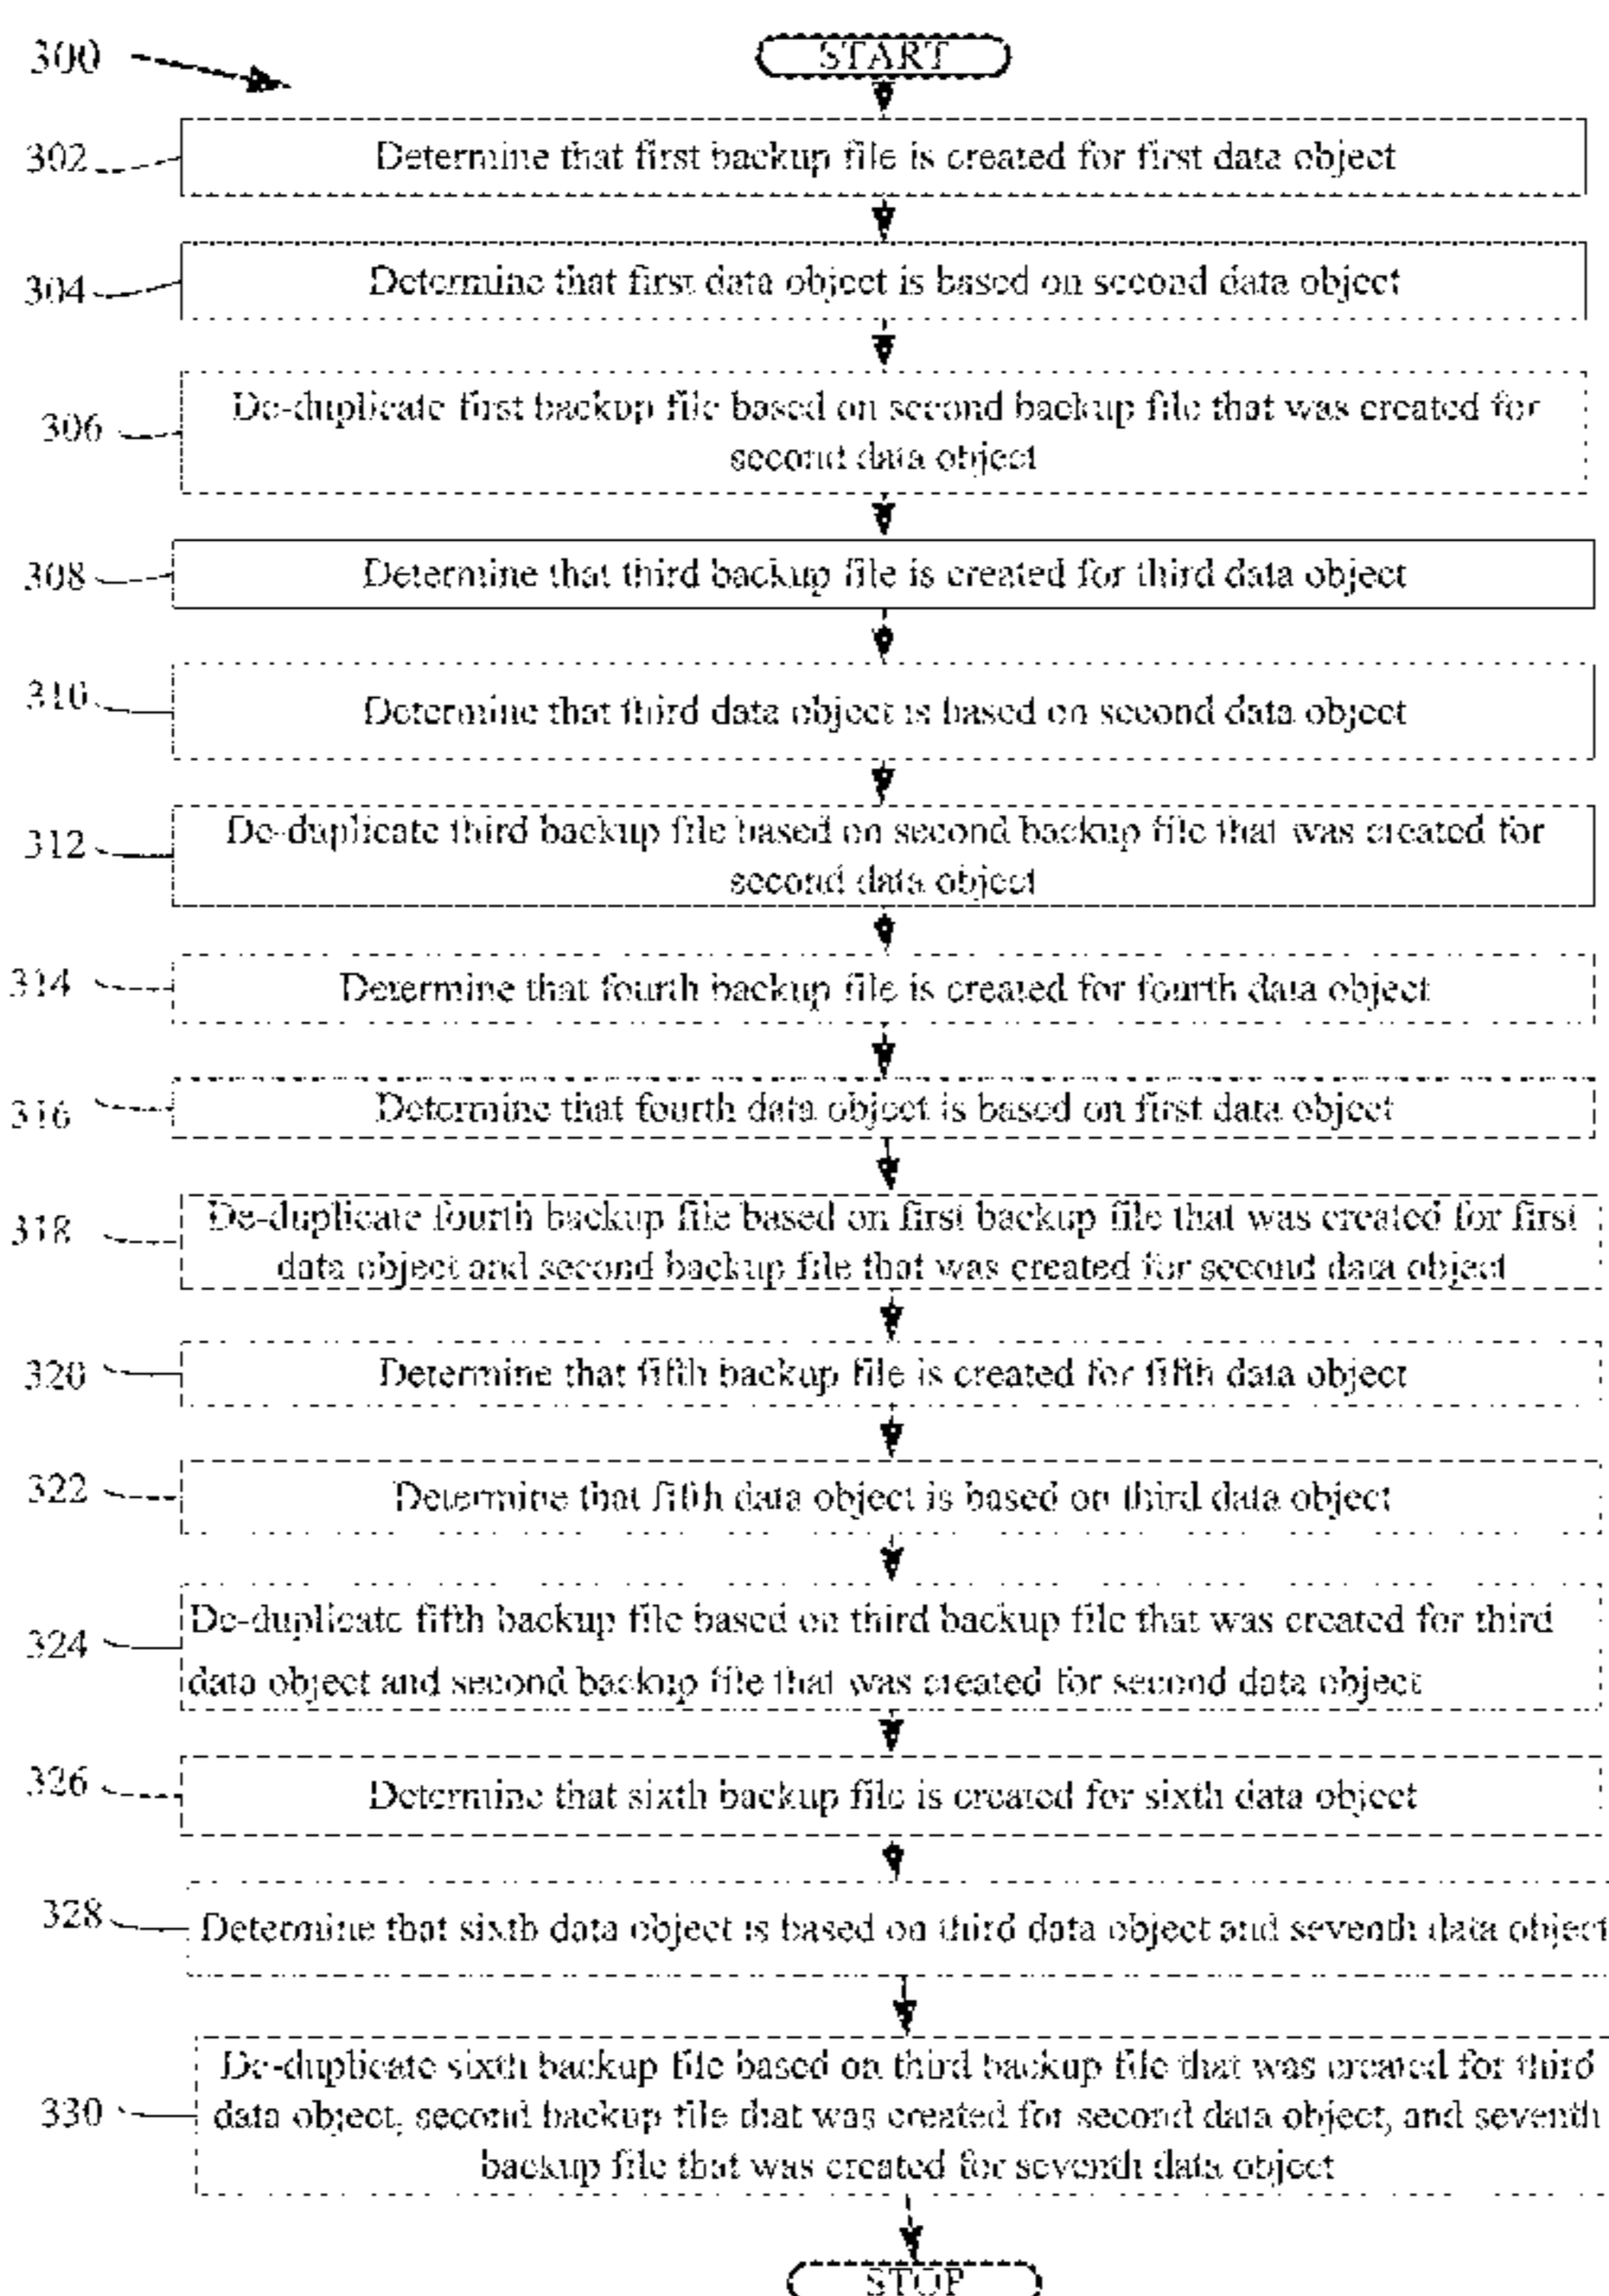 300
START
302
Determine that first backup file is created for first data object
304
Determine that first data object is based on second data object
306
De-duplicate first backup file based on second backup file that was created for
second data object
308
Determine that third backup file is created for third data object
310
Determine that third data object is based on second data object
312
De-duplicate third backup file based on second backup file that was created for
second data object
314
Determine that fourth backup file is created for fourth data object
316
Determine that fourth data object is based on first data object
318
De-duplicate fourth backup file based on first backup file that was created for first
data object and second backup file that was created for second data object
320
Determine that fifth backup file is created for fifth data object
322
Determine that fifth data object is based on third data object
324
De-duplicate fifth backup file based on third backup file that was created for third
data object and second backup file that was created for second data object
326
Determine that sixth backup file is created for sixth data object
328
Determine that sixth data object is based on third data object and seventh data object
330
De-duplicate sixth backup file based on third backup file that was created for third
data object, second backup file that was created for second data object, and seventh
backup file that was created for seventh data object
STOP